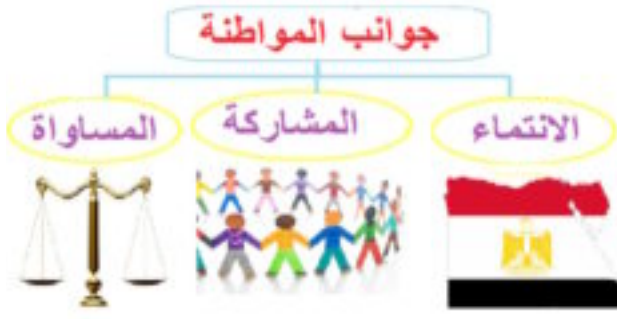 جوانب المواطنة
الانتماء
المشاركة
المساواة